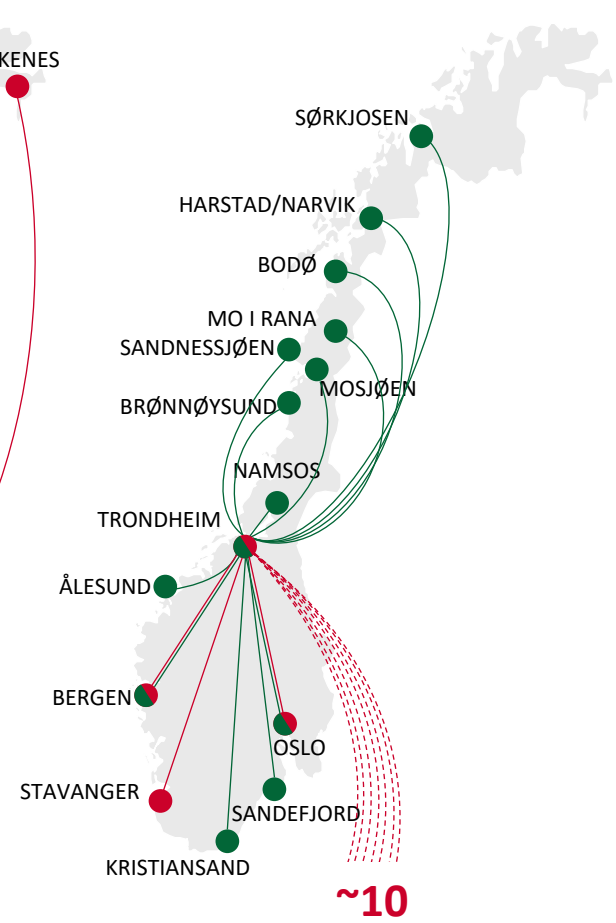 KENES
SØRKJOSEN
HARSTAD/NARVIK
BODØ
MO I RANA
SANDNESSJØEN
MOSJØEN
BRØNNØYSUND
NAMSOS
TRONDHEIM
ÅLESUND
BERGEN
OSLO
STAVANGER
SANDEFJORD
KRISTIANSAND
~10